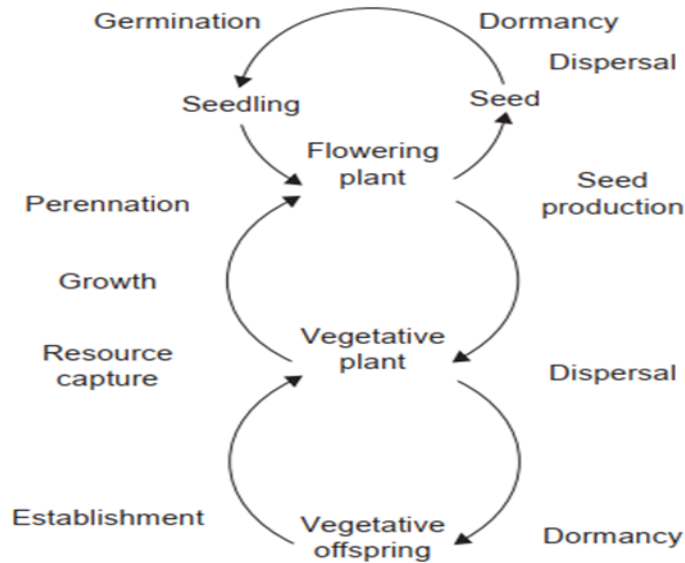 Germination
Dormancy
Dispersal
Seedling
Seed
Flowering
plant
Perennation
Seed
production
Growth
Vegetative
plant
Resource
capture
Dispersal
Establishment
Vegetative
offspring
Dormancy